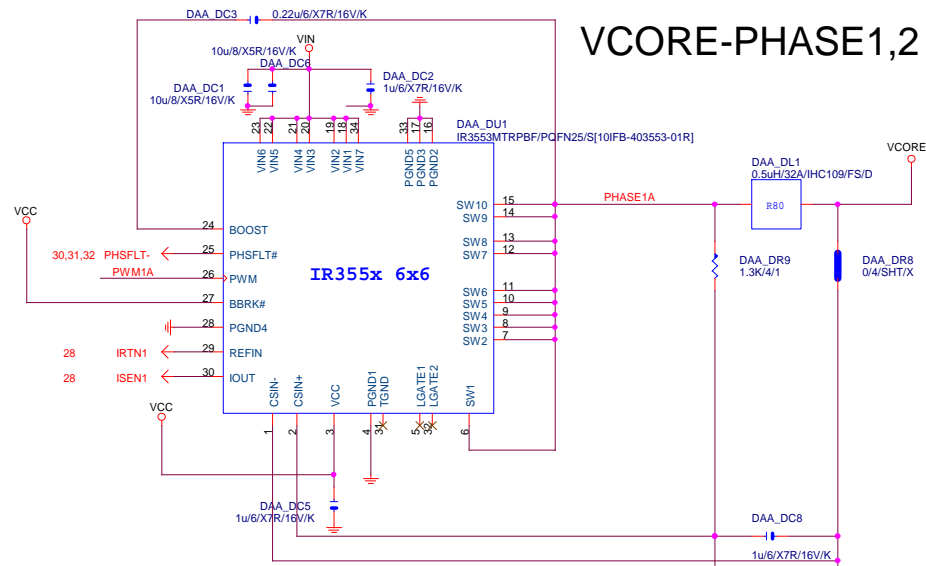 DAA_DC3 0.22u/6/X7R/16V/K
VCORE-PHASE1,2
VIN
10u/8/X5R/16V/K
DAA_DC6
DAA_DC1
10u/8/X5R/16V/K
DAA_DC2
1u/6/X7R/16V/K
DAA_DU1
IR3553MTRPBF/PQFN25/S[10IFB-403553-01R]
23 22 21 20 19 18 34 33 17 16
VIN6 VIN5 VIN4 VIN3 VIN2 VIN1 VIN7 PGND5 PGND3 PGND2
DAA_DL1
0.5uH/32A/IHC109/FS/D
VCORE
R80
PHASE1A
VCC
24 BOOST
30,31,32 PHSFLT- 25 PHSFLT#
PWM1A 26 PWM
27 BBRK#
28 PGND4
28 IRTN1 29 REFIN
28 ISEN1 30 IOUT
IR355x 6x6
SW10 15
SW9 14
SW8 13
SW7 12
SW6 11
SW5 10
SW4 9
SW3 8
SW2 7
DAA_DR9
1.3K/4/1
DAA_DR8
0/4/SHT/X
CSIN- CSIN+ VCC PGND1 TGND LGATE1 LGATE2 SW1
1 2 3 4 31 5 32 6
VCC
DAA_DC5
1u/6/X7R/16V/K
DAA_DC8
1u/6/X7R/16V/K